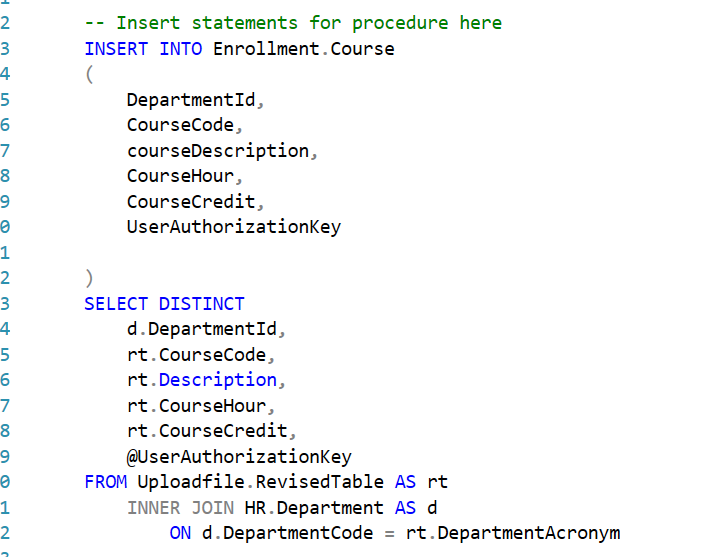 2 -- Insert statements for procedure here
3 INSERT INTO Enrollment.Course
4 (
5 DepartmentId,
6 CourseCode,
7 courseDescription,
8 CourseHour,
9 CourseCredit,
0 UserAuthorizationKey
1
2 )
3 SELECT DISTINCT
4 d.DepartmentId,
5 rt.CourseCode,
6 rt.Description,
7 rt.CourseHour,
8 rt.CourseCredit,
9 @UserAuthorizationKey
0 FROM Uploadfile.RevisedTable AS rt
1 INNER JOIN HR.Department AS d
2 ON d.DepartmentCode = rt.DepartmentAcronym